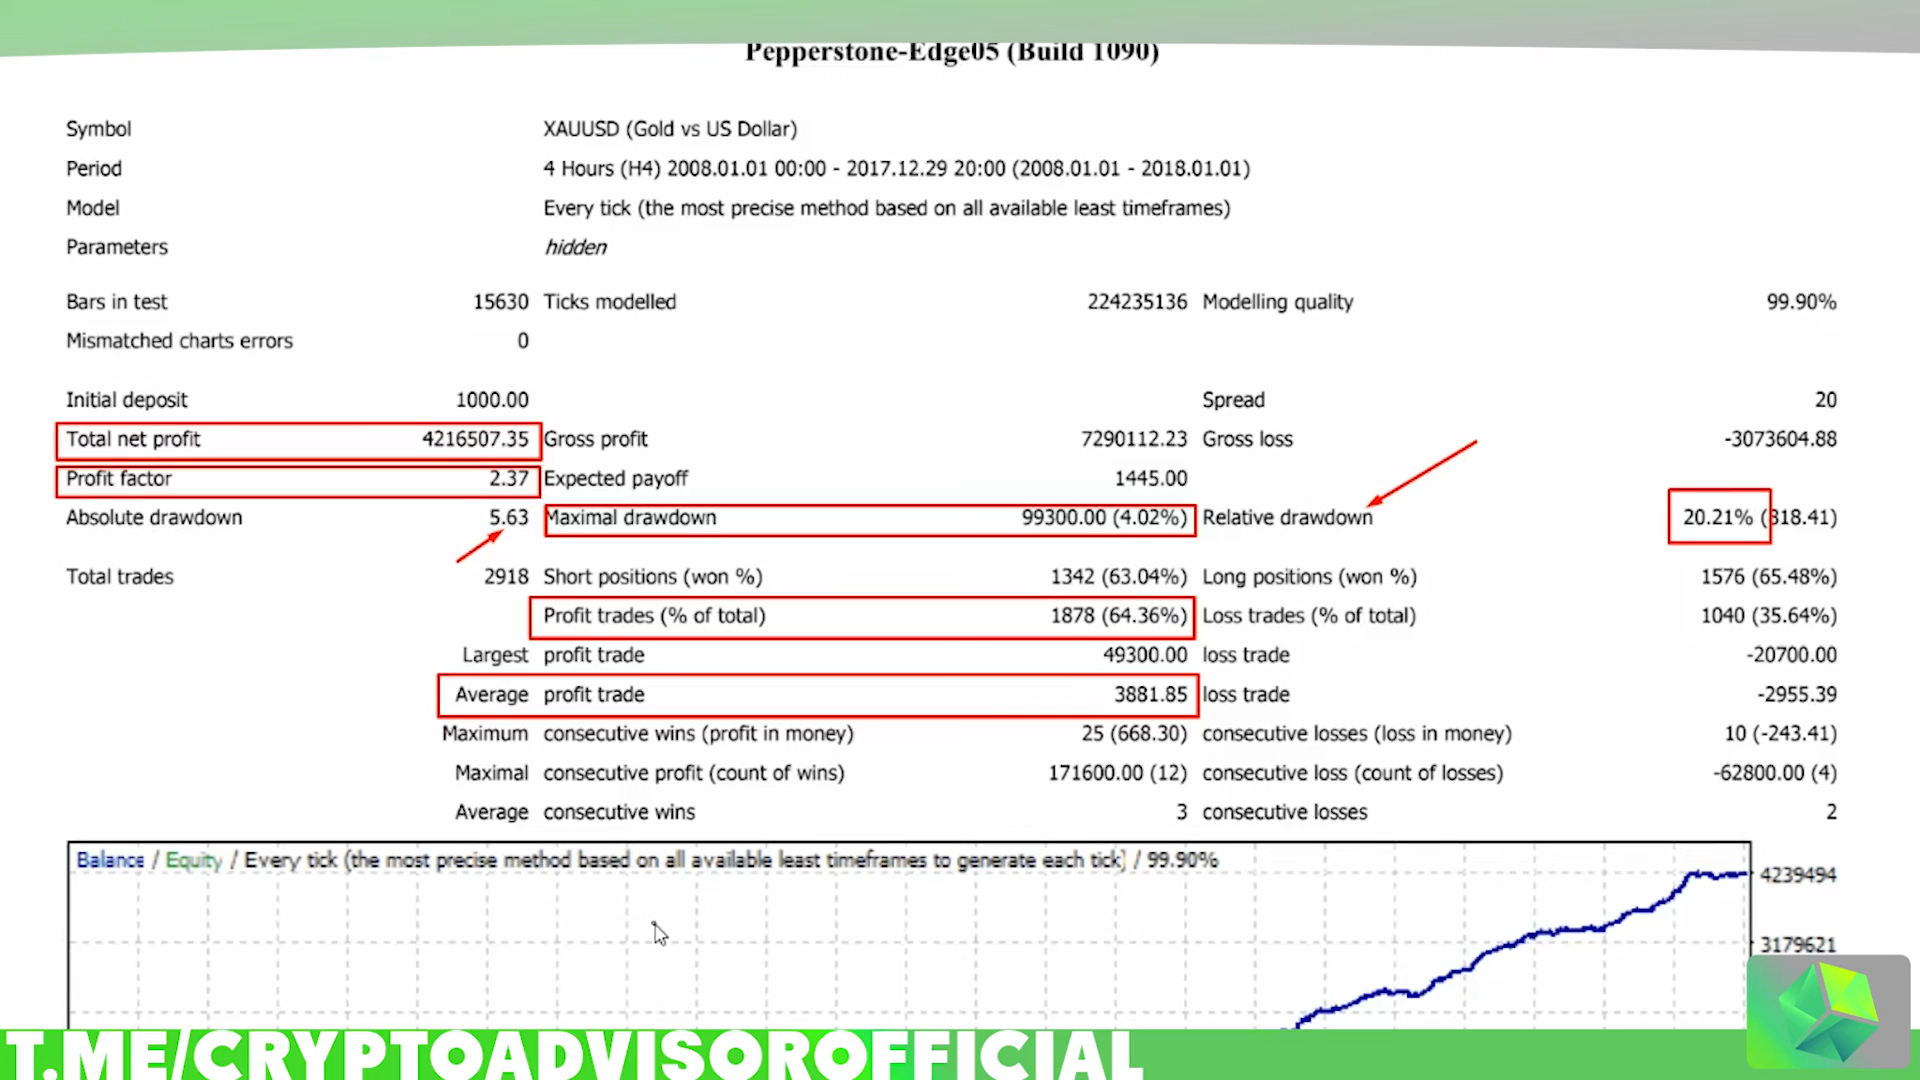 Pepperstone-Edge05 (Build 1090)
Symbol XAUUSD (Gold vs US Dollar)
Period 4 Hours (H4) 2008.01.01 00:00 - 2017.12.29 20:00 (2008.01.01 - 2018.01.01)
Model Every tick (the most precise method based on all available least timeframes)
Parameters hidden
Bars in test 15630 Ticks modelled 224235136 Modelling quality 99.90%
Mismatched charts errors 0
Initial deposit 1000.00 Spread 20
Total net profit 4216507.35 Gross profit 7290112.23 Gross loss -3073604.88
Profit factor 2.37 Expected payoff 1445.00
Absolute drawdown 5.63 Maximal drawdown 99300.00 (4.02%) Relative drawdown 20.21% (318.41)
Total trades 2918 Short positions (won %) 1342 (63.04%) Long positions (won %) 1576 (65.48%)
Profit trades (% of total) 1878 (64.36%) Loss trades (% of total) 1040 (35.64%)
Largest profit trade 49300.00 loss trade -20700.00
Average profit trade 3881.85 loss trade -2955.39
Maximum consecutive wins (profit in money) 25 (668.30) consecutive losses (loss in money) 10 (-243.41)
Maximal consecutive profit (count of wins) 171600.00 (12) consecutive loss (count of losses) -62800.00 (4)
Average consecutive wins 3 consecutive losses 2
Balance / Equity / Every tick (the most precise method based on all available least timeframes to generate each tick) / 99.90%
4239494
3179621
T.ME/CRYPTOADVISOROFFICIAL